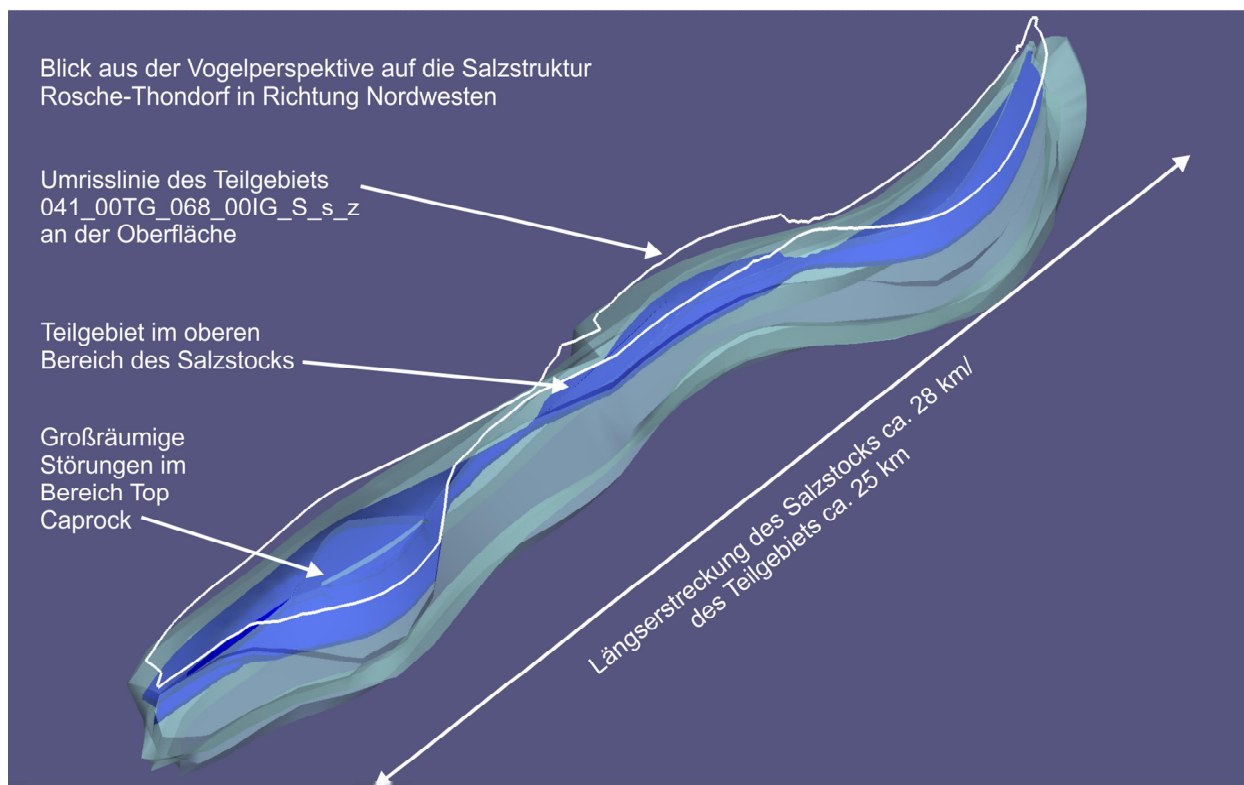 Blick aus der Vogelperspektive auf die Salzstruktur
Rosche-Thondorf in Richtung Nordwesten
Umrisslinie des Teilgebiets
041_00TG_068_00IG_S_s_z
an der Oberfläche
Teilgebiet im oberen
Bereich des Salzstocks
Großräumige
Störungen im
Bereich Top
Caprock
Längserstreckung des Salzstocks ca. 28 km/
des Teilgebiets ca. 25 km